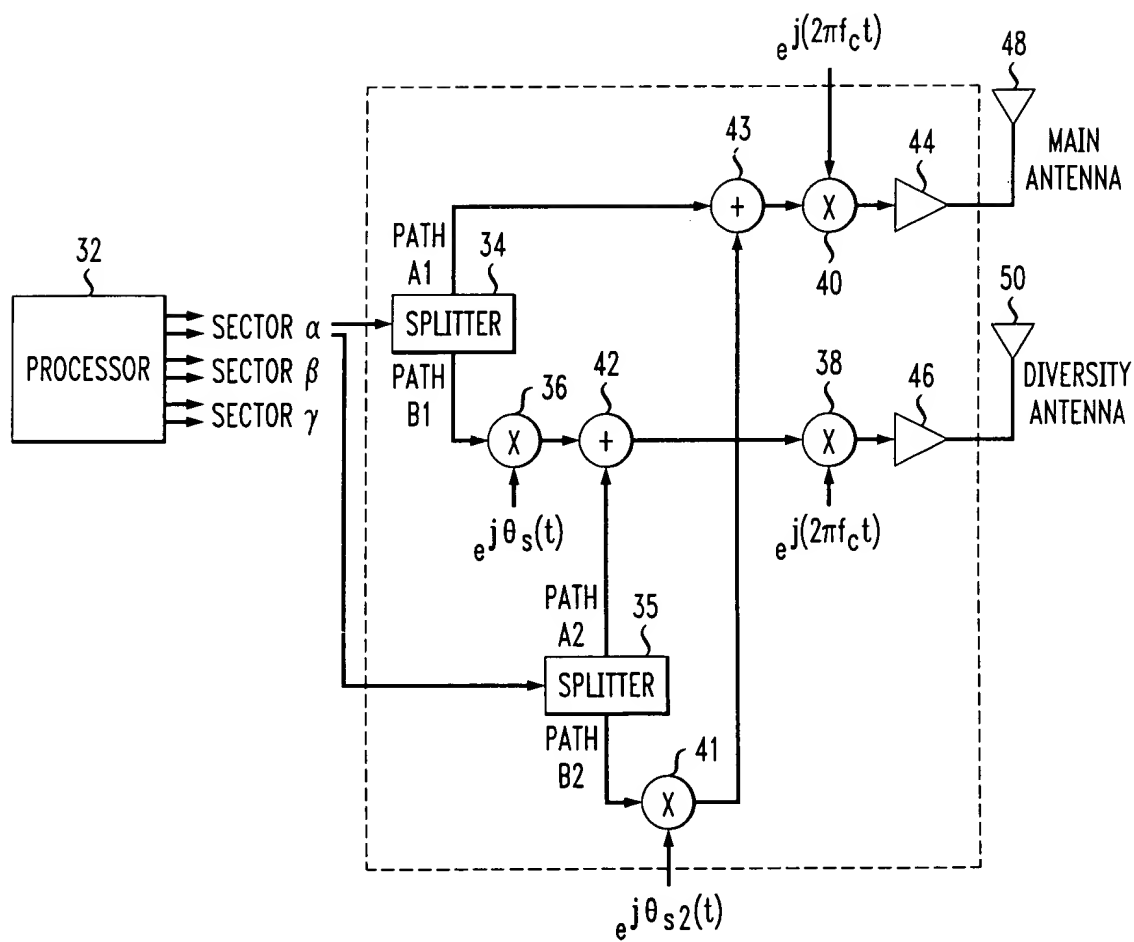 e^j(2πf_c t)
48
43
44
MAIN
ANTENNA
+
X
32
PATH
A1
34
40
50
PROCESSOR
SECTOR α
SECTOR β
SECTOR γ
SPLITTER
PATH
B1
36
42
38
46
DIVERSITY
ANTENNA
X
+
X
e^jθ_s(t)
e^j(2πf_c t)
PATH
A2
35
SPLITTER
PATH
B2
41
X
e^jθ_s2(t)